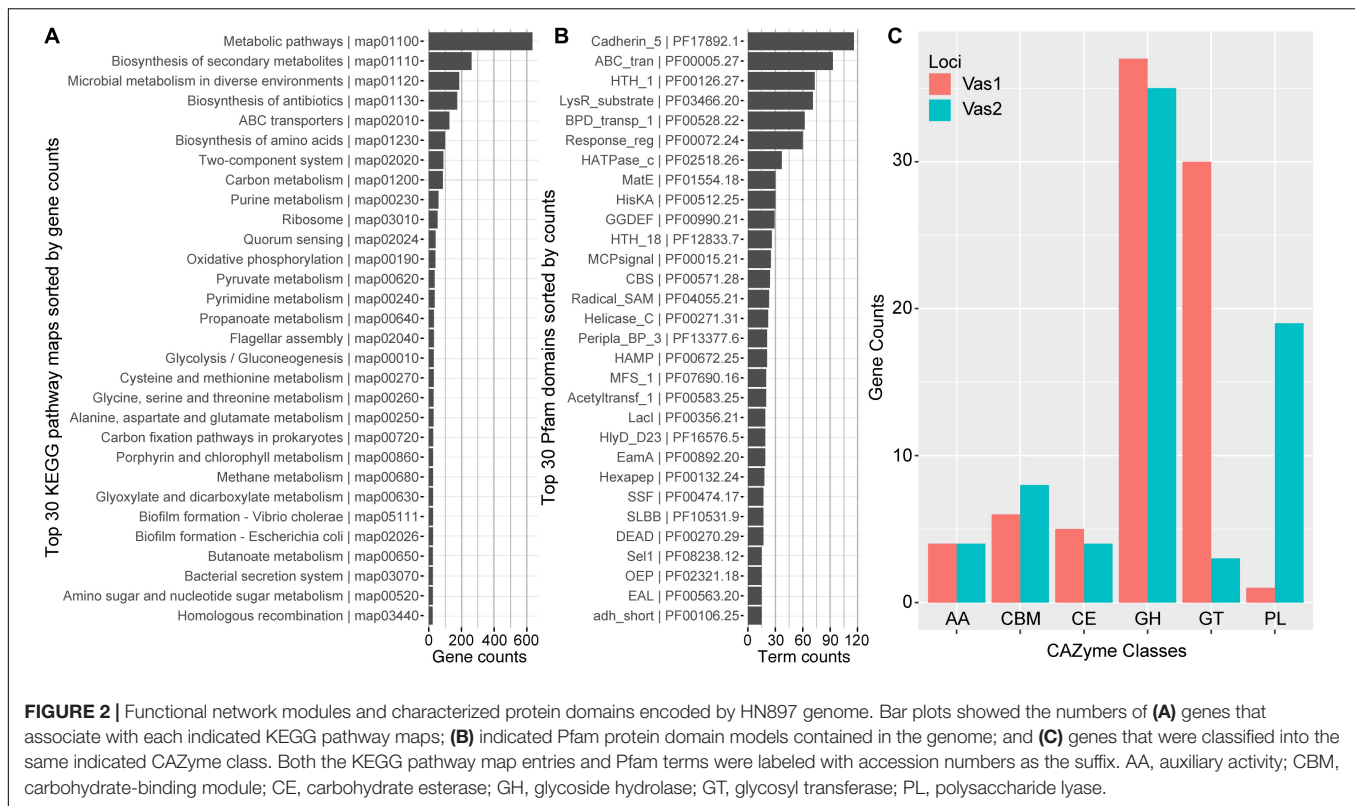 A
Top 30 KEGG pathway maps sorted by gene counts
Metabolic pathways | map01100
Biosynthesis of secondary metabolites | map01110
Microbial metabolism in diverse environments | map01120
Biosynthesis of antibiotics | map01130
ABC transporters | map02010
Biosynthesis of amino acids | map01230
Two-component system | map02020
Carbon metabolism | map01200
Purine metabolism | map00230
Ribosome | map03010
Quorum sensing | map02024
Oxidative phosphorylation | map00190
Pyruvate metabolism | map00620
Pyrimidine metabolism | map00240
Propanoate metabolism | map00640
Flagellar assembly | map02040
Glycolysis / Gluconeogenesis | map00010
Cysteine and methionine metabolism | map00270
Glycine, serine and threonine metabolism | map00260
Alanine, aspartate and glutamate metabolism | map00250
Carbon fixation pathways in prokaryotes | map00720
Porphyrin and chlorophyll metabolism | map00860
Methane metabolism | map00680
Glyoxylate and dicarboxylate metabolism | map00630
Biofilm formation - Vibrio cholerae | map05111
Biofilm formation - Escherichia coli | map02026
Butanoate metabolism | map00650
Bacterial secretion system | map03070
Amino sugar and nucleotide sugar metabolism | map00520
Homologous recombination | map03440
0 200 400 600
Gene counts
B
Top 30 Pfam domains sorted by counts
Cadherin_5 | PF17892.1
ABC_tran | PF00005.27
HTH_1 | PF00126.27
LysR_substrate | PF03466.20
BPD_transp_1 | PF00528.22
Response_reg | PF00072.24
HATPase_c | PF02518.26
MatE | PF01554.18
HisKA | PF00512.25
GGDEF | PF00990.21
HTH_18 | PF12833.7
MCPsignal | PF00015.21
CBS | PF00571.28
Radical_SAM | PF04055.21
Helicase_C | PF00271.31
Peripla_BP_3 | PF13377.6
HAMP | PF00672.25
MFS_1 | PF07690.16
Acetyltransf_1 | PF00583.25
LacI | PF00356.21
HlyD_D23 | PF16576.5
EamA | PF00892.20
Hexapep | PF00132.24
SSF | PF00474.17
SLBB | PF10531.9
DEAD | PF00270.29
Sel1 | PF08238.12
OEP | PF02321.18
EAL | PF00563.20
adh_short | PF00106.25
0 30 60 90 120
Term counts
C
Loci
Vas1
Vas2
Gene Counts
30
20
10
0
AA CBM CE GH GT PL
CAZyme Classes
FIGURE 2 | Functional network modules and characterized protein domains encoded by HN897 genome. Bar plots showed the numbers of (A) genes that
associate with each indicated KEGG pathway maps; (B) indicated Pfam protein domain models contained in the genome; and (C) genes that were classified into the
same indicated CAZyme class. Both the KEGG pathway map entries and Pfam terms were labeled with accession numbers as the suffix. AA, auxiliary activity; CBM,
carbohydrate-binding module; CE, carbohydrate esterase; GH, glycoside hydrolase; GT, glycosyl transferase; PL, polysaccharide lyase.